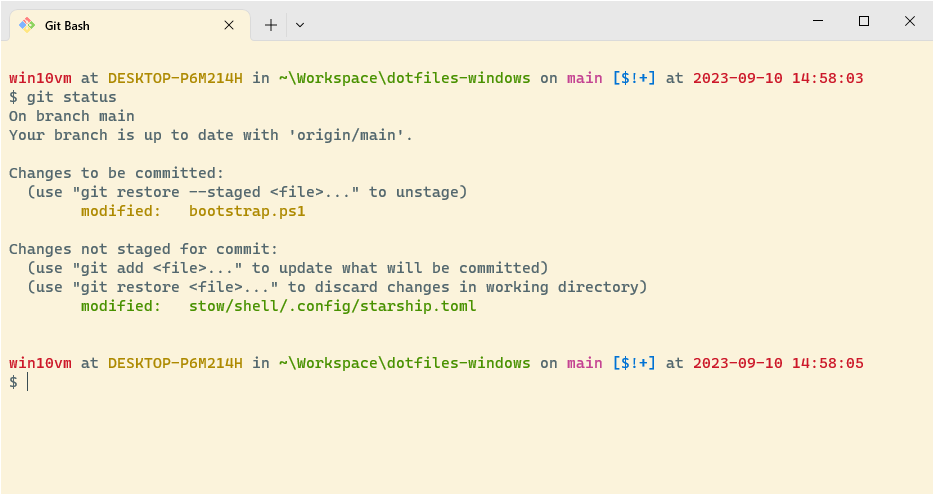 Git Bash
win10vm at DESKTOP-P6M214H in ~\Workspace\dotfiles-windows on main [$!+] at 2023-09-10 14:58:03
$ git status
On branch main
Your branch is up to date with 'origin/main'.
Changes to be committed:
  (use "git restore --staged <file>..." to unstage)
        modified:   bootstrap.ps1
Changes not staged for commit:
  (use "git add <file>..." to update what will be committed)
  (use "git restore <file>..." to discard changes in working directory)
        modified:   stow/shell/.config/starship.toml
win10vm at DESKTOP-P6M214H in ~\Workspace\dotfiles-windows on main [$!+] at 2023-09-10 14:58:05
$